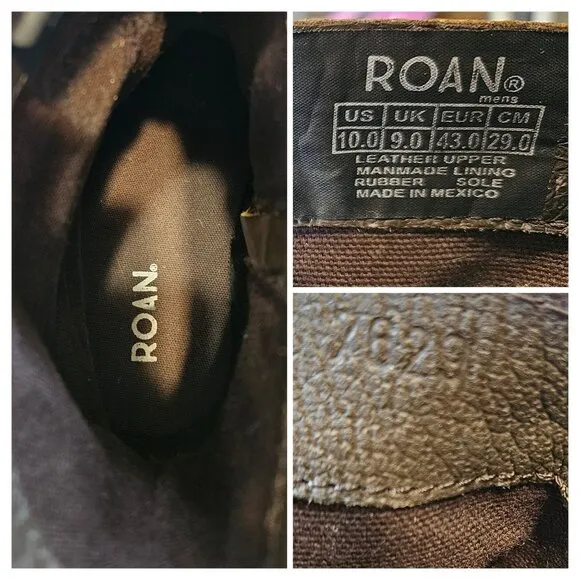 ROAN.
ROAN®
mens
US UK EUR CM
10.0 9.0 43.0 29.0
LEATHER UPPER
MANMADE LINING
RUBBER SOLE
MADE IN MEXICO